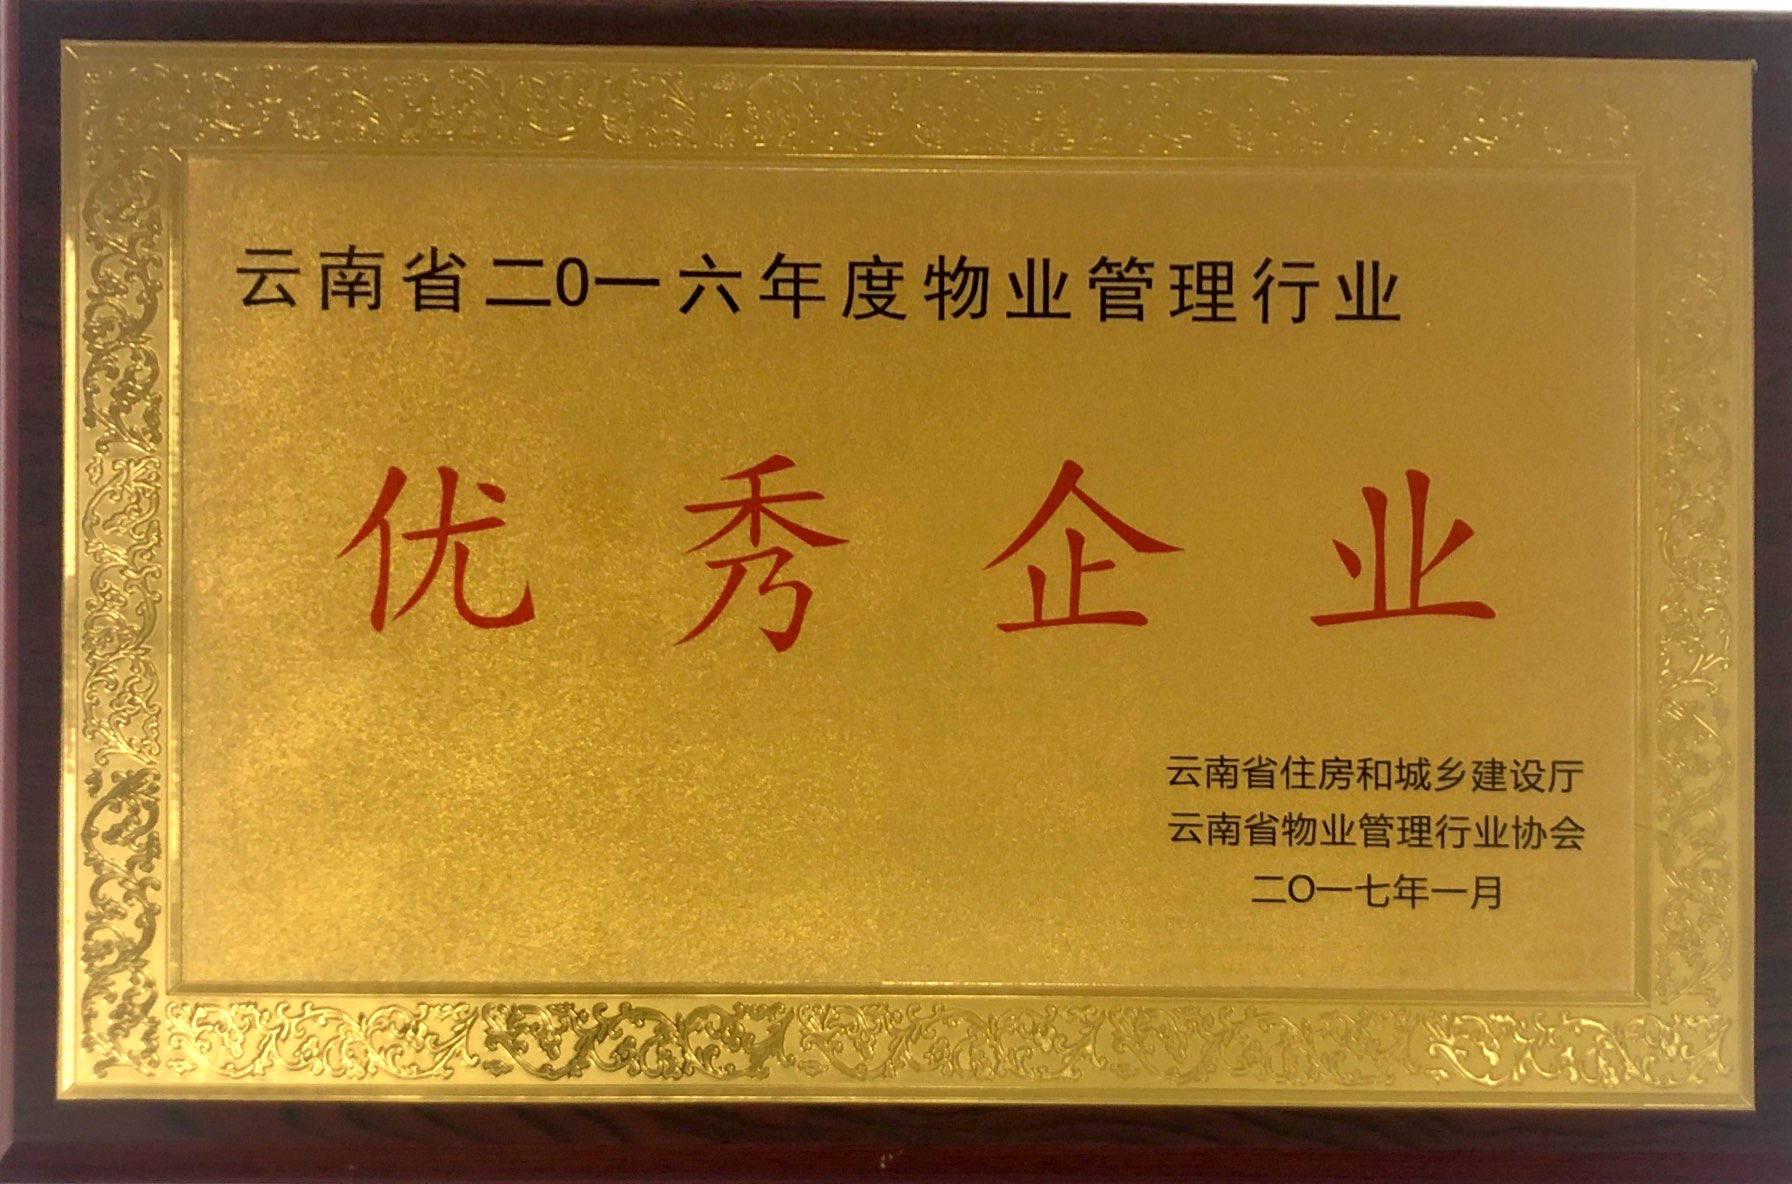 云南省二0一六年度物业管理行业
优秀企业
云南省住房和城乡建设厅
云南省物业管理行业协会
二O一七年一月